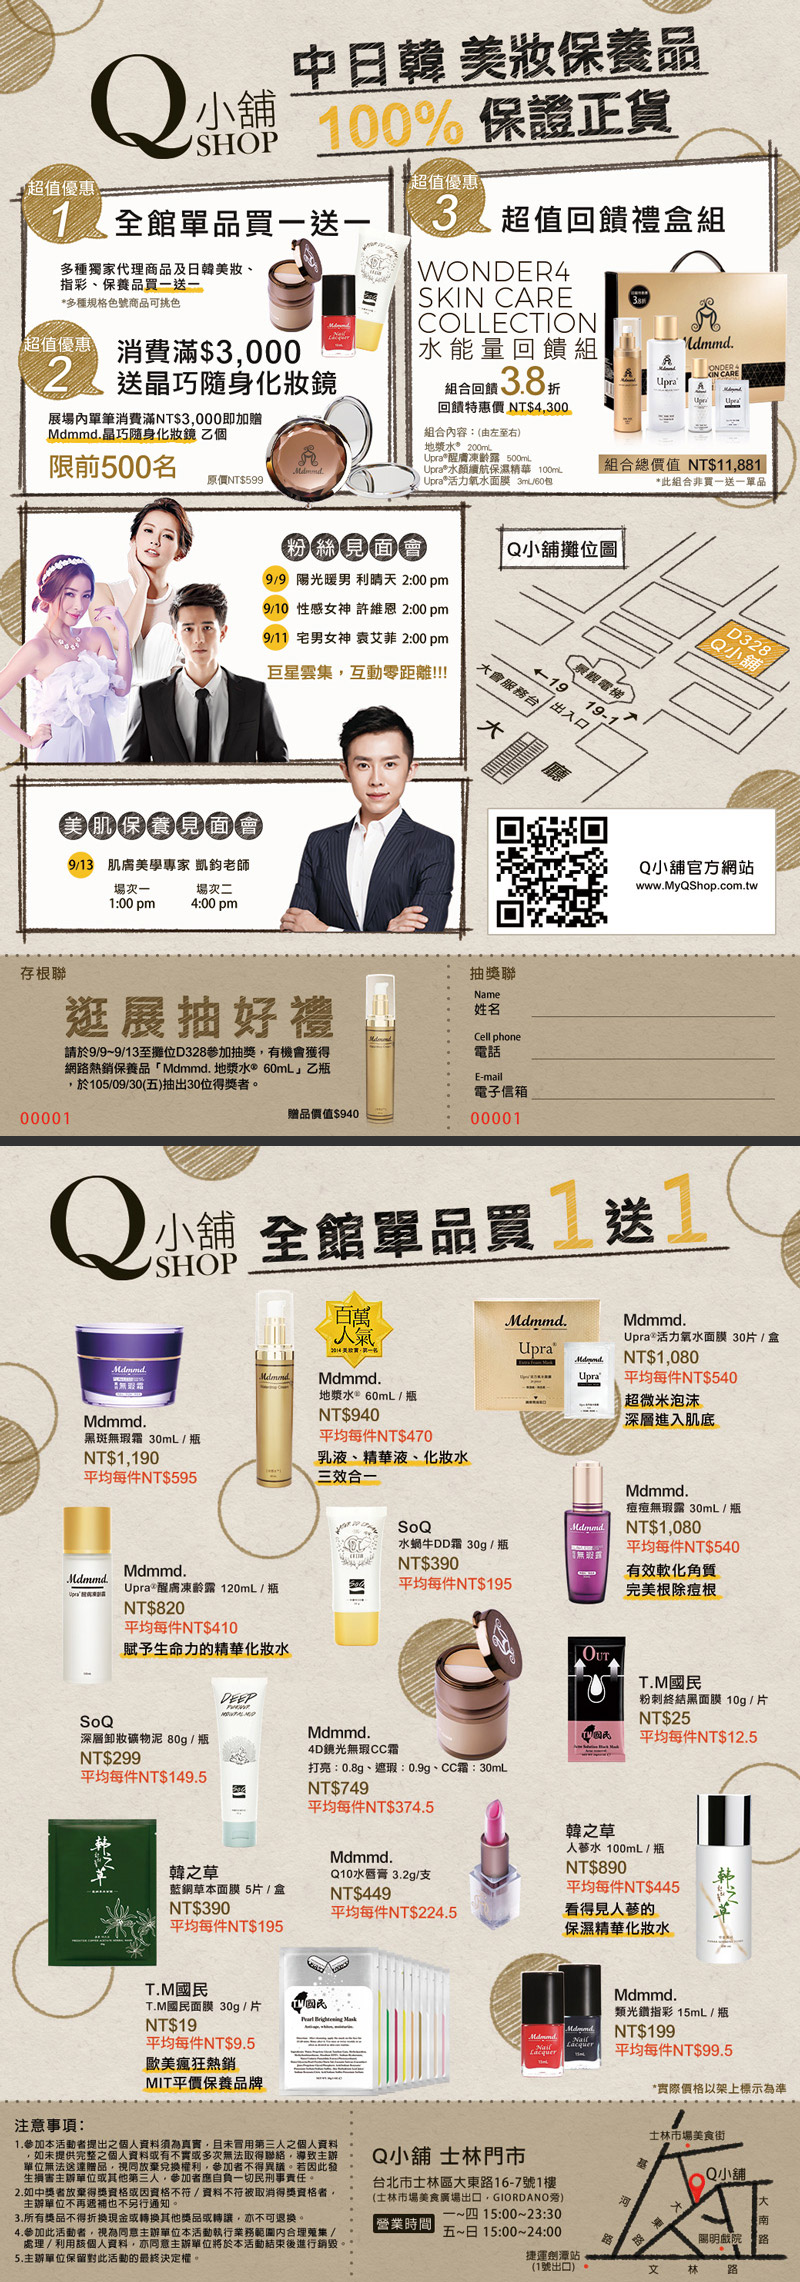 Q小舖
SHOP
中日韓 美妝保養品
100% 保證正貨
超值優惠
1
全館單品買一送一
多種獨家代理商品及日韓美妝、
指彩、保養品買一送一
*多種規格色號商品可挑色
超值優惠
2
消費滿$3,000
送晶巧隨身化妝鏡
展場內單筆消費滿NT$3,000即加贈
Mdmmd.晶巧隨身化妝鏡 乙個
限前500名
原價NT$599
超值優惠
3
超值回饋禮盒組
WONDER4
SKIN CARE
COLLECTION
水能量回饋組
組合回饋3.8折
回饋特惠價 NT$4,300
組合內容：(由左至右)
地漿水® 200mL
Upra®醒膚凍齡露 500mL
Upra®水顏續航保濕精華 100mL
Upra®活力氧水面膜 3mL/60包
組合總價值 NT$11,881
*此組合非買一送一單品
粉絲見面會
9/9 陽光暖男 利晴天 2:00 pm
9/10 性感女神 許維恩 2:00 pm
9/11 宅男女神 袁艾菲 2:00 pm
巨星雲集，互動零距離!!!
Q小舖攤位圖
D328
Q小舖
景觀電梯
大會服務台
←19
19-1↗
出入口
大
廳
美肌保養見面會
9/13 肌膚美學專家 凱鈞老師
場次一 場次二
1:00 pm 4:00 pm
Q小舖官方網站
www.MyQShop.com.tw
存根聯
逛展抽好禮
請於9/9~9/13至攤位D328參加抽獎，有機會獲得
網路熱銷保養品「Mdmmd. 地漿水® 60mL」乙瓶
，於105/09/30(五)抽出30位得獎者。
贈品價值$940
00001
抽獎聯
Name
姓名
Cell phone
電話
E-mail
電子信箱
00001
Q小舖
SHOP
全館單品買1送1
Mdmmd.
黑斑無瑕霜 30mL / 瓶
NT$1,190
平均每件NT$595
百萬
人氣
Mdmmd.
地漿水® 60mL / 瓶
NT$940
平均每件NT$470
乳液、精華液、化妝水
三效合一
Mdmmd.
Upra®活力氧水面膜 30片 / 盒
NT$1,080
平均每件NT$540
超微米泡沫
深層進入肌底
Mdmmd.
Upra®醒膚凍齡露 120mL / 瓶
NT$820
平均每件NT$410
賦予生命力的精華化妝水
SoQ
水蝸牛DD霜 30g / 瓶
NT$390
平均每件NT$195
Mdmmd.
痘痘無瑕露 30mL / 瓶
NT$1,080
平均每件NT$540
有效軟化角質
完美根除痘根
SoQ
深層卸妝礦物泥 80g / 瓶
NT$299
平均每件NT$149.5
Mdmmd.
4D鏡光無瑕CC霜
打亮：0.8g、遮瑕：0.9g、CC霜：30mL
NT$749
平均每件NT$374.5
T.M國民
粉刺終結黑面膜 10g / 片
NT$25
平均每件NT$12.5
韓之草
藍銅草本面膜 5片 / 盒
NT$390
平均每件NT$195
Mdmmd.
Q10水唇膏 3.2g/支
NT$449
平均每件NT$224.5
韓之草
人蔘水 100mL / 瓶
NT$890
平均每件NT$445
看得見人蔘的
保濕精華化妝水
T.M國民
T.M國民面膜 30g / 片
NT$19
平均每件NT$9.5
歐美瘋狂熱銷
MIT平價保養品牌
Mdmmd.
類光鑽指彩 15mL / 瓶
NT$199
平均每件NT$99.5
*實際價格以架上標示為準
注意事項：
1.參加本活動者提出之個人資料須為真實，且未冒用第三人之個人資料
，如未提供完整之個人資料或有不實或多次無法取得聯絡，導致主辦
單位無法送達贈品，視同放棄兌換權利，參加者不得異議。若因此發
生損害主辦單位或其他第三人，參加者應自負一切民刑事責任。
2.如中獎者放棄得獎資格或因資格不符 / 資料不符被取消得獎資格者，
主辦單位不再遞補也不另行通知。
3.所有獎品不得折換現金或轉換其他獎品或轉讓，亦不可退換。
4.參加此活動者，視為同意主辦單位本活動執行業務範圍內合理蒐集 /
處理 / 利用該個人資料，亦同意主辦單位將於本活動結束後進行銷毀。
5.主辦單位保留對此活動的最終決定權。
Q小舖 士林門市
台北市士林區大東路16-7號1樓
(士林市場美食廣場出口，GIORDANO旁)
營業時間
一~四 15:00~23:30
五~日 15:00~24:00
士林市場美食街
Q小舖
基河路
大東路
大南路
陽明戲院
捷運劍潭站
(1號出口)
文林路